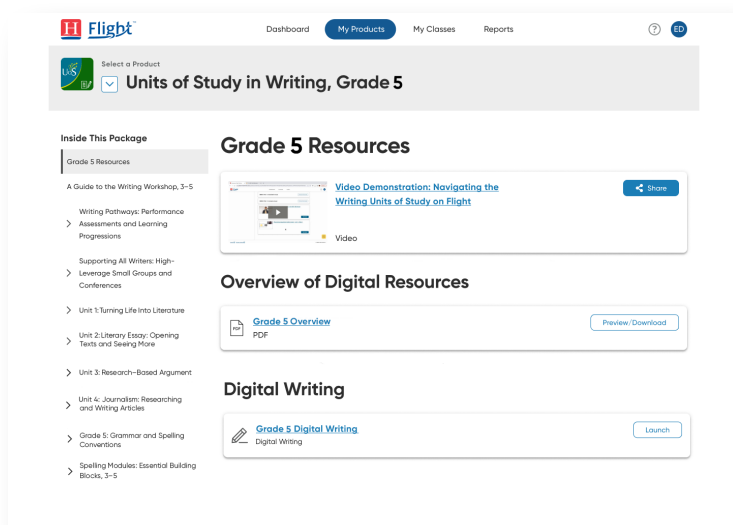 H Flight™
Dashboard
My Products
My Classes
Reports
?
ED
Select a Product
UoS
Units of Study in Writing, Grade 5
Inside This Package
Grade 5 Resources
A Guide to the Writing Workshop, 3–5
Writing Pathways: Performance
Assessments and Learning
Progressions
Supporting All Writers: High-
Leverage Small Groups and
Conferences
Unit 1: Turning Life Into Literature
Unit 2: Literary Essay: Opening
Texts and Seeing More
Unit 3: Research–Based Argument
Unit 4: Journalism: Researching
and Writing Articles
Grade 5: Grammar and Spelling
Conventions
Spelling Modules: Essential Building
Blocks, 3–5
Grade 5 Resources
Video Demonstration: Navigating the
Writing Units of Study on Flight
Video
Share
Overview of Digital Resources
PDF
Grade 5 Overview
PDF
Preview/Download
Digital Writing
Grade 5 Digital Writing
Digital Writing
Launch